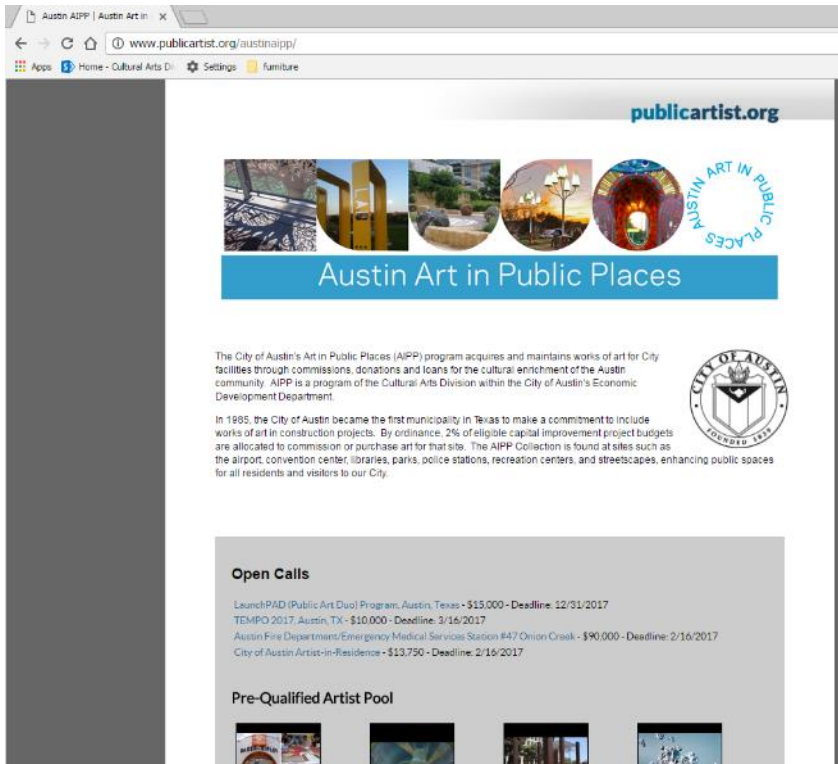 Austin AIPP | Austin Art in
www.publicartist.org/austinaipp/
Apps Home - Cultural Arts Di Settings furniture
publicartist.org
AUSTIN ART IN PUBLIC PLACES
Austin Art in Public Places
The City of Austin's Art in Public Places (AIPP) program acquires and maintains works of art for City
facilities through commissions, donations and loans for the cultural enrichment of the Austin
community. AIPP is a program of the Cultural Arts Division within the City of Austin's Economic
Development Department.
CITY OF AUSTIN
FOUNDED 1839
In 1985, the City of Austin became the first municipality in Texas to make a commitment to include
works of art in construction projects. By ordinance, 2% of eligible capital improvement project budgets
are allocated to commission or purchase art for that site. The AIPP Collection is found at sites such as
the airport, convention center, libraries, parks, police stations, recreation centers, and streetscapes, enhancing public spaces
for all residents and visitors to our City.
Open Calls
LaunchPAD (Public Art Duo) Program, Austin, Texas - $15,000 - Deadline: 12/31/2017
TEMPO 2017, Austin, TX - $10,000 - Deadline: 3/16/2017
Austin Fire Department/Emergency Medical Services Station #47 Onion Creek - $90,000 - Deadline: 2/16/2017
City of Austin Artist-in-Residence - $13,750 - Deadline: 2/16/2017
Pre-Qualified Artist Pool